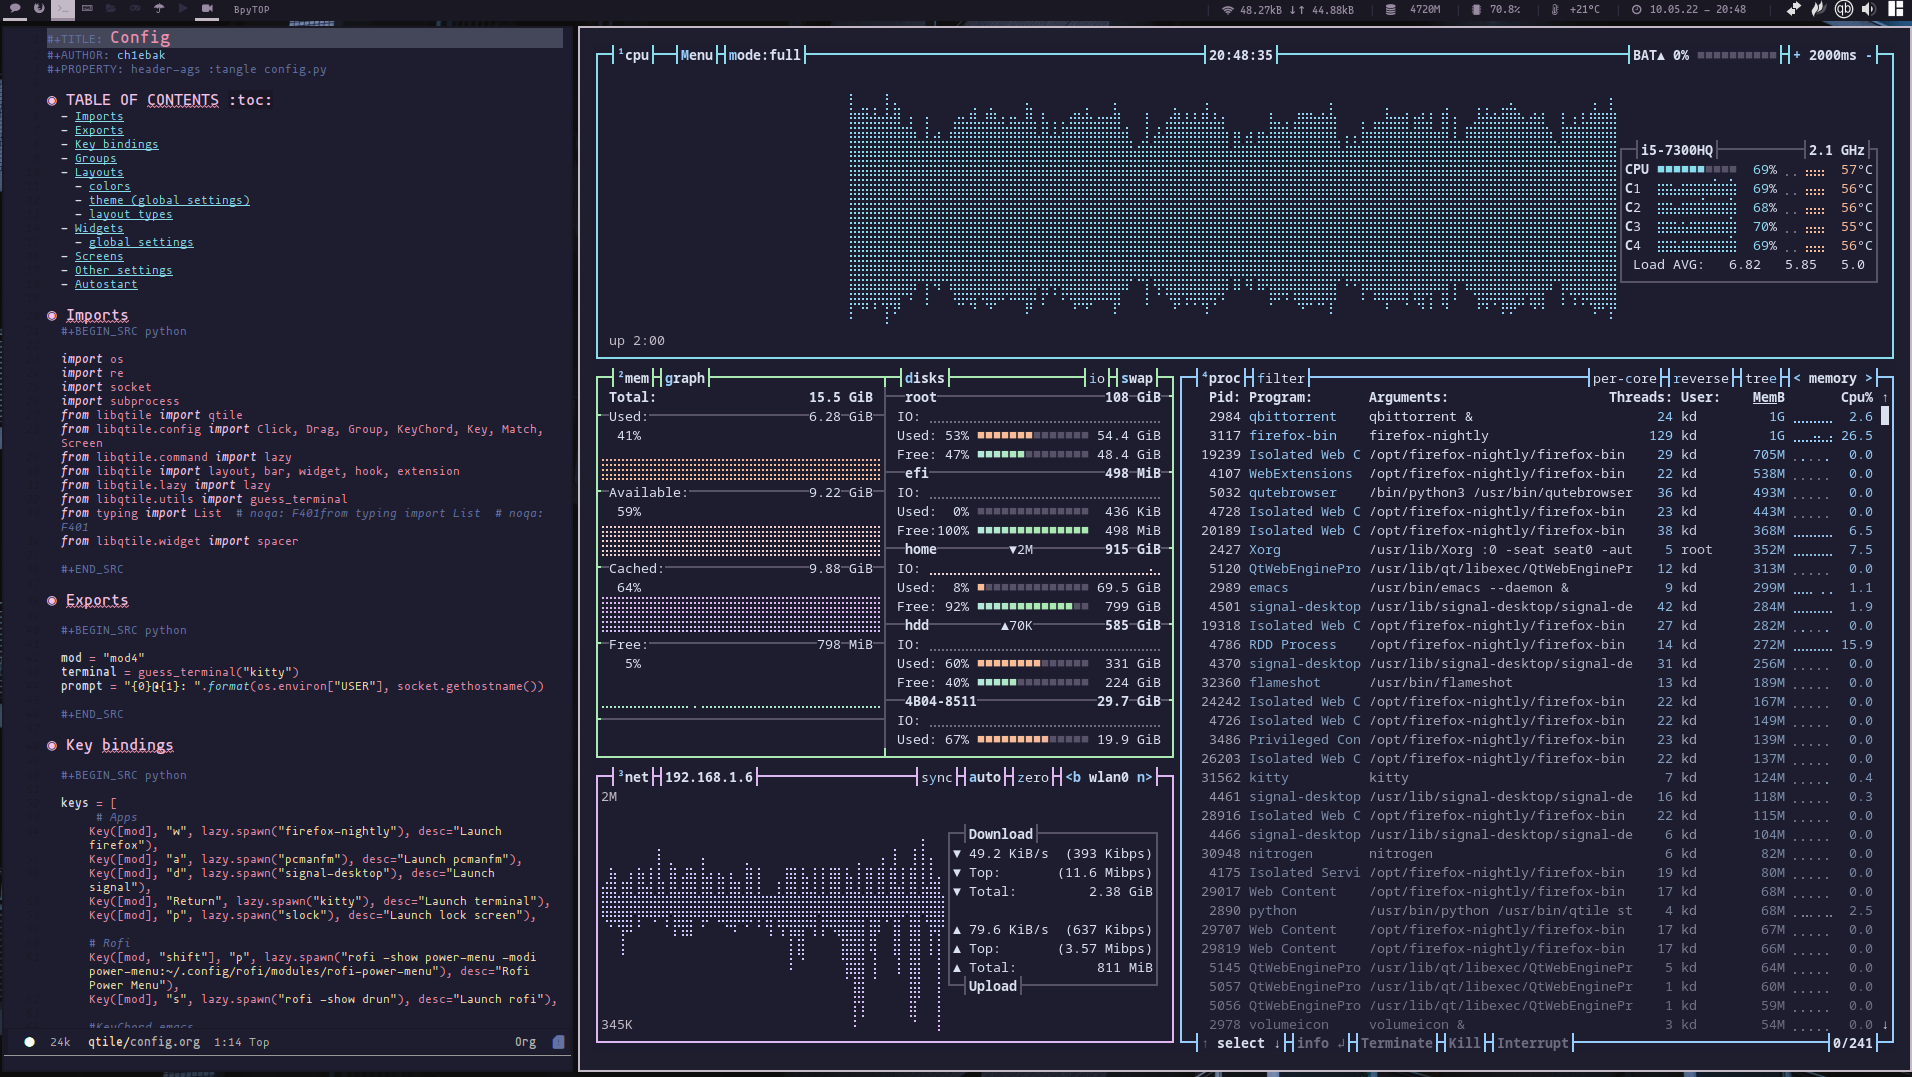 BpyTOP
48.27kB ↓↑ 44.88kB
4720M
70.8%
+21°C
10.05.22 – 20:48
#+TITLE: Config
#+AUTHOR: ch1ebak
#+PROPERTY: header-ags :tangle config.py
◉ TABLE OF CONTENTS :toc:
– Imports
– Exports
– Key bindings
– Groups
– Layouts
– colors
– theme (global settings)
– layout types
– Widgets
– global settings
– Screens
– Other settings
– Autostart
◉ Imports
#+BEGIN_SRC python
import os
import re
import socket
import subprocess
from libqtile import qtile
from libqtile.config import Click, Drag, Group, KeyChord, Key, Match,
Screen
from libqtile.command import lazy
from libqtile import layout, bar, widget, hook, extension
from libqtile.lazy import lazy
from libqtile.utils import guess_terminal
from typing import List  # noqa: F401from typing import List  # noqa:
F401
from libqtile.widget import spacer
#+END_SRC
◉ Exports
#+BEGIN_SRC python
mod = "mod4"
terminal = guess_terminal("kitty")
prompt = "{0}@{1}: ".format(os.environ["USER"], socket.gethostname())
#+END_SRC
◉ Key bindings
#+BEGIN_SRC python
keys = [
# Apps
Key([mod], "w", lazy.spawn("firefox-nightly"), desc="Launch
firefox"),
Key([mod], "a", lazy.spawn("pcmanfm"), desc="Launch pcmanfm"),
Key([mod], "d", lazy.spawn("signal-desktop"), desc="Launch
signal"),
Key([mod], "Return", lazy.spawn("kitty"), desc="Launch terminal"),
Key([mod], "p", lazy.spawn("slock"), desc="Launch lock screen"),
# Rofi
Key([mod, "shift"], "p", lazy.spawn("rofi -show power-menu -modi
power-menu:~/.config/rofi/modules/rofi-power-menu"), desc="Rofi
Power Menu"),
Key([mod], "s", lazy.spawn("rofi -show drun"), desc="Launch rofi"),
#KeyChord emacs
24k qtile/config.org 1:14 Top Org
¹cpu Menu mode:full 20:48:35 BAT▲ 0% + 2000ms -
i5-7300HQ 2.1 GHz
CPU 69% 57°C
C1 69% 56°C
C2 68% 56°C
C3 70% 55°C
C4 69% 56°C
Load AVG: 6.82 5.85 5.0
up 2:00
²mem graph
Total: 15.5 GiB
Used: 6.28 GiB
41%
Available: 9.22 GiB
59%
Cached: 9.88 GiB
64%
Free: 798 MiB
5%
disks io swap
root 108 GiB
IO:
Used: 53% 54.4 GiB
Free: 47% 48.4 GiB
efi 498 MiB
IO:
Used: 0% 436 KiB
Free:100% 498 MiB
home ▼2M 915 GiB
IO:
Used: 8% 69.5 GiB
Free: 92% 799 GiB
hdd ▲70K 585 GiB
IO:
Used: 60% 331 GiB
Free: 40% 224 GiB
4B04-8511 29.7 GiB
IO:
Used: 67% 19.9 GiB
³net 192.168.1.6 sync auto zero <b wlan0 n>
2M
Download
▼ 49.2 KiB/s (393 Kibps)
▼ Top: (11.6 Mibps)
▼ Total: 2.38 GiB
▲ 79.6 KiB/s (637 Kibps)
▲ Top: (3.57 Mibps)
▲ Total: 811 MiB
Upload
345K
⁴proc filter per-core reverse tree < memory >
Pid: Program: Arguments: Threads: User: MemB Cpu% ↑
2984 qbittorrent qbittorrent & 24 kd 1G 2.6
3117 firefox-bin firefox-nightly 129 kd 1G 26.5
19239 Isolated Web C /opt/firefox-nightly/firefox-bin 29 kd 705M 0.0
4107 WebExtensions /opt/firefox-nightly/firefox-bin 22 kd 538M 0.0
5032 qutebrowser /bin/python3 /usr/bin/qutebrowser 36 kd 493M 0.0
4728 Isolated Web C /opt/firefox-nightly/firefox-bin 23 kd 443M 0.0
20189 Isolated Web C /opt/firefox-nightly/firefox-bin 38 kd 368M 6.5
2427 Xorg /usr/lib/Xorg :0 -seat seat0 -aut 5 root 352M 7.5
5120 QtWebEnginePro /usr/lib/qt/libexec/QtWebEnginePr 12 kd 313M 0.0
2989 emacs /usr/bin/emacs --daemon & 9 kd 299M 1.1
4501 signal-desktop /usr/lib/signal-desktop/signal-de 42 kd 284M 1.9
19318 Isolated Web C /opt/firefox-nightly/firefox-bin 27 kd 282M 0.0
4786 RDD Process /opt/firefox-nightly/firefox-bin 14 kd 272M 15.9
4370 signal-desktop /usr/lib/signal-desktop/signal-de 31 kd 256M 0.0
32360 flameshot /usr/bin/flameshot 13 kd 189M 0.0
24242 Isolated Web C /opt/firefox-nightly/firefox-bin 22 kd 167M 0.0
4726 Isolated Web C /opt/firefox-nightly/firefox-bin 22 kd 149M 0.0
3486 Privileged Con /opt/firefox-nightly/firefox-bin 23 kd 139M 0.0
26203 Isolated Web C /opt/firefox-nightly/firefox-bin 22 kd 137M 0.0
31562 kitty kitty 7 kd 124M 0.4
4461 signal-desktop /usr/lib/signal-desktop/signal-de 16 kd 118M 0.3
28916 Isolated Web C /opt/firefox-nightly/firefox-bin 22 kd 115M 0.0
4466 signal-desktop /usr/lib/signal-desktop/signal-de 6 kd 104M 0.0
30948 nitrogen nitrogen 6 kd 82M 0.0
4175 Isolated Servi /opt/firefox-nightly/firefox-bin 19 kd 80M 0.0
29017 Web Content /opt/firefox-nightly/firefox-bin 17 kd 68M 0.0
2890 python /usr/bin/python /usr/bin/qtile st 4 kd 68M 2.5
29707 Web Content /opt/firefox-nightly/firefox-bin 17 kd 67M 0.0
29819 Web Content /opt/firefox-nightly/firefox-bin 17 kd 66M 0.0
5145 QtWebEnginePro /usr/lib/qt/libexec/QtWebEnginePr 5 kd 64M 0.0
5057 QtWebEnginePro /usr/lib/qt/libexec/QtWebEnginePr 1 kd 60M 0.0
5056 QtWebEnginePro /usr/lib/qt/libexec/QtWebEnginePr 1 kd 59M 0.0
2978 volumeicon volumeicon & 3 kd 54M 0.0 ↓
↑ select ↓ info ↲ Terminate Kill Interrupt 0/241